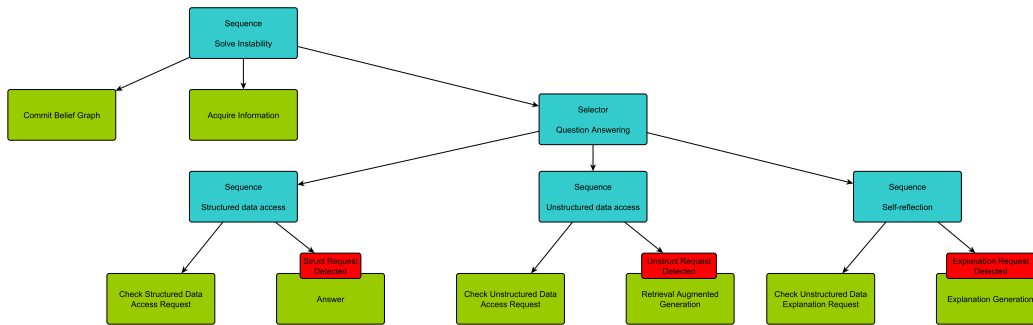 Sequence
Solve Instability
Commit Belief Graph
Acquire Information
Selector
Question Answering
Sequence
Structured data access
Sequence
Unstructured data access
Sequence
Self-reflection
Check Structured Data
Access Request
Struct Request
Detected
Answer
Check Unstructured Data
Access Request
Unstruct Request
Detected
Retrieval Augmented
Generation
Check Unstructured Data
Explanation Request
Explanation Request
Detected
Explanation Generation